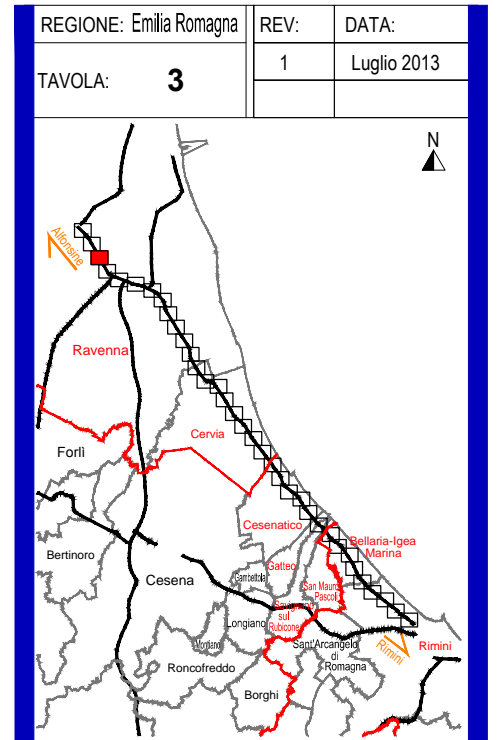 REGIONE: Emilia Romagna
REV:
DATA:
TAVOLA: 3
1
Luglio 2013
N
Alfonsine
Ravenna
Cervia
Forlì
Cesenatico
Bellaria-Igea
Marina
Bertinoro
Cesena
Gatteo
Gambettola
San Mauro
Pascoli
Savignano
sul
Rubicone
Longiano
Montiano
Sant'Arcangelo
di
Romagna
Rimini
Rimini
Roncofreddo
Borghi